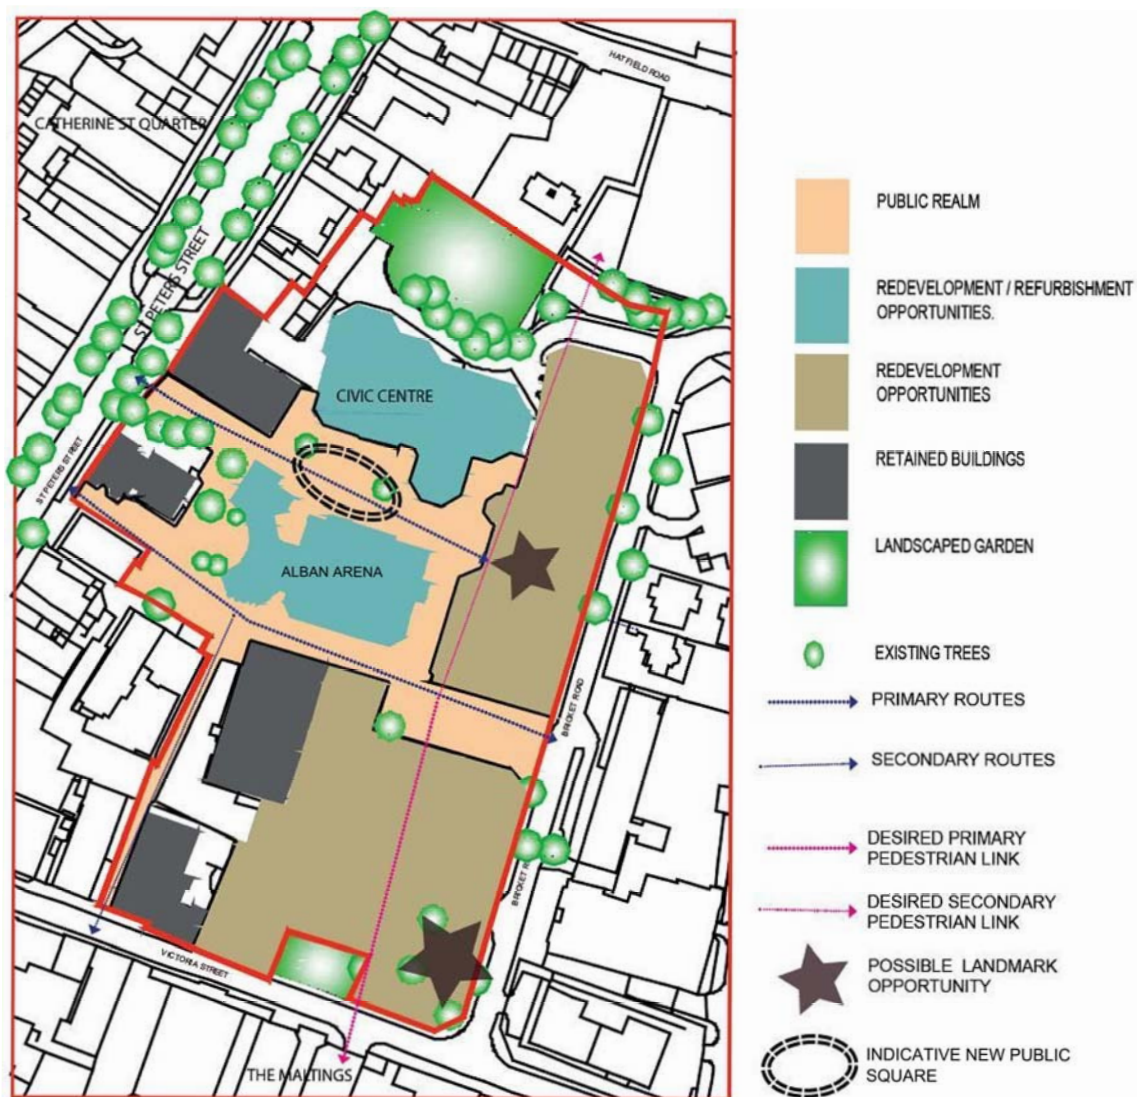 HATFIELD ROAD
CATHERINE ST QUARTER
ST PETERS STREET
ST PETERS STREET
CIVIC CENTRE
ALBAN ARENA
BRICKET ROAD
VICTORIA STREET
THE MALTINGS
PUBLIC REALM
REDEVELOPMENT / REFURBISHMENT
OPPORTUNITIES.
REDEVELOPMENT
OPPORTUNITIES
RETAINED BUILDINGS
LANDSCAPED GARDEN
EXISTING TREES
PRIMARY ROUTES
SECONDARY ROUTES
DESIRED PRIMARY
PEDESTRIAN LINK
DESIRED SECONDARY
PEDESTRIAN LINK
POSSIBLE LANDMARK
OPPORTUNITY
INDICATIVE NEW PUBLIC
SQUARE